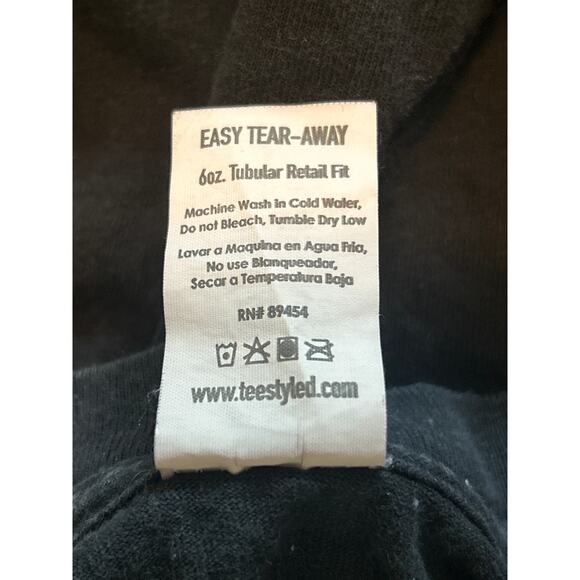 EASY TEAR-AWAY
6oz. Tubular Retail Fit
Machine Wash in Cold Water,
Do not Bleach, Tumble Dry Low
Lavar a Maquina en Agua Fria,
No use Blanqueador,
Secar a Temperatura Baja
RN# 89454
www.teestyled.com